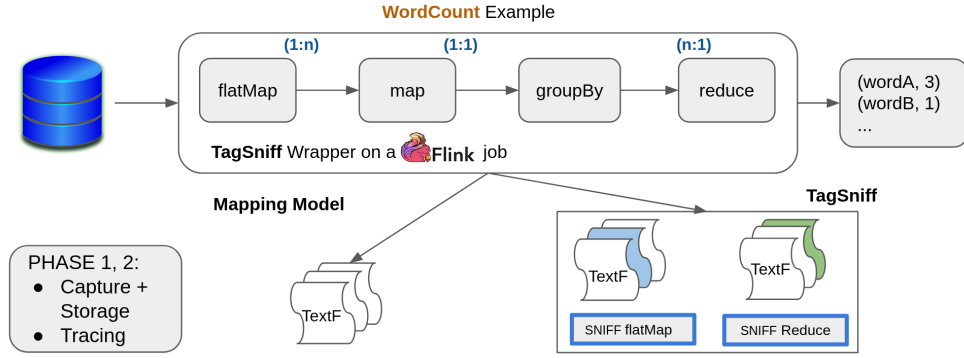 WordCount Example
(1:n)
(1:1)
(n:1)
flatMap
map
groupBy
reduce
(wordA, 3)
(wordB, 1)
...
TagSniff Wrapper on a Flink job
Mapping Model
TagSniff
PHASE 1, 2:
● Capture +
Storage
● Tracing
TextF
TextF
TextF
SNIFF flatMap
SNIFF Reduce